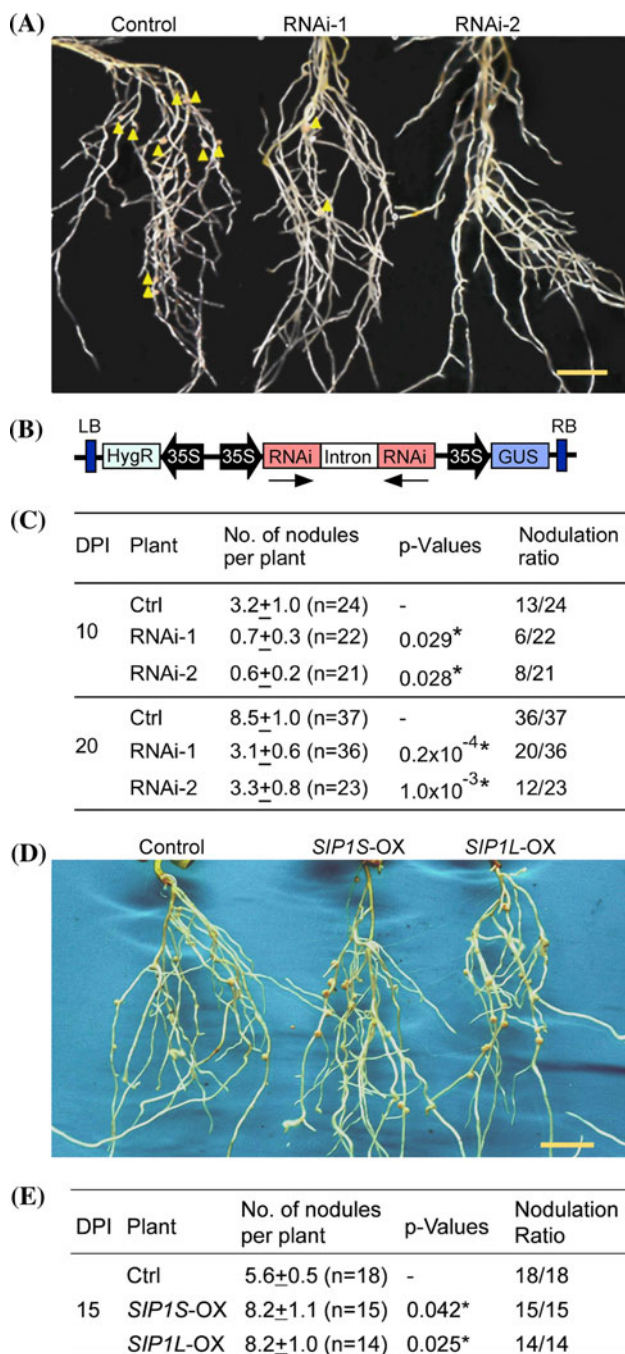 (A) Control RNAi-1 RNAi-2
(B) LB RB
HygR 35S 35S RNAi Intron RNAi 35S GUS
(C)
DPI Plant No. of nodules per plant p-Values Nodulation ratio
10
Ctrl 3.2±1.0 (n=24) - 13/24
RNAi-1 0.7±0.3 (n=22) 0.029* 6/22
RNAi-2 0.6±0.2 (n=21) 0.028* 8/21
20
Ctrl 8.5±1.0 (n=37) - 36/37
RNAi-1 3.1±0.6 (n=36) 0.2x10⁻⁴* 20/36
RNAi-2 3.3±0.8 (n=23) 1.0x10⁻³* 12/23
(D) Control SIP1S-OX SIP1L-OX
(E)
DPI Plant No. of nodules per plant p-Values Nodulation Ratio
15
Ctrl 5.6±0.5 (n=18) - 18/18
SIP1S-OX 8.2±1.1 (n=15) 0.042* 15/15
SIP1L-OX 8.2±1.0 (n=14) 0.025* 14/14